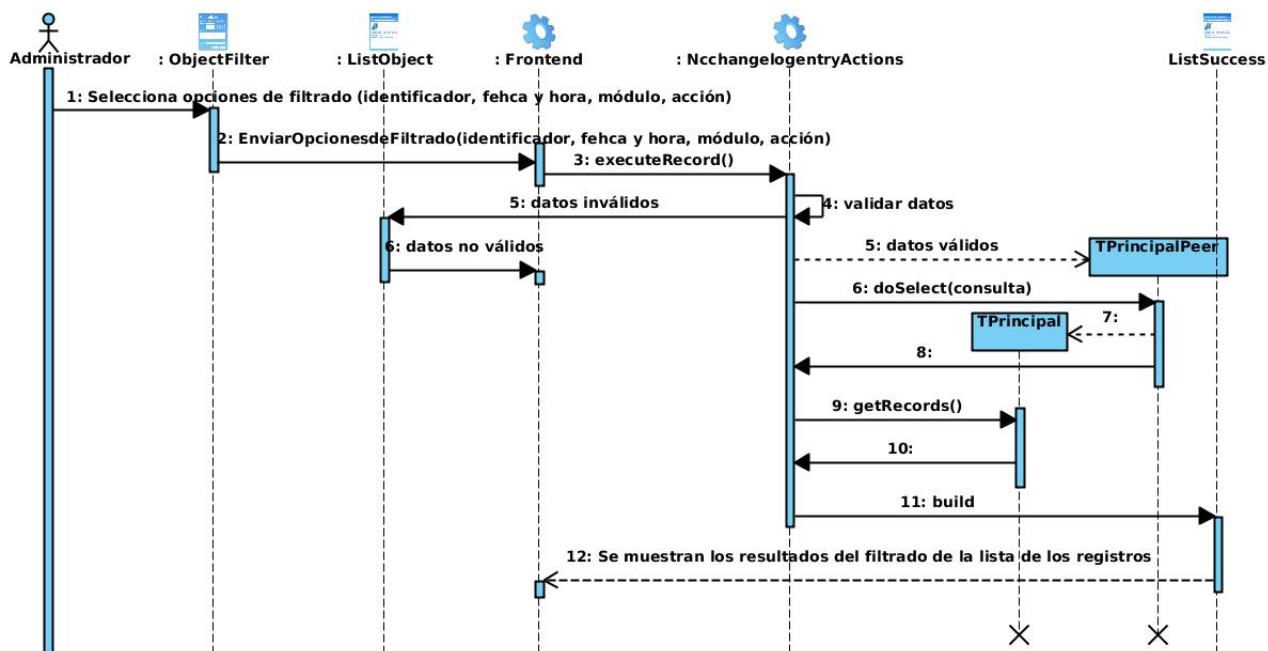 Administrador
: ObjectFilter
: ListObject
: Frontend
: NcchangelogentryActions
ListSuccess
1: Selecciona opciones de filtrado (identificador, fehca y hora, módulo, acción)
2: EnviarOpcionesdeFiltrado(identificador, fehca y hora, módulo, acción)
3: executeRecord()
5: datos inválidos
4: validar datos
6: datos no válidos
5: datos válidos
TPrincipalPeer
6: doSelect(consulta)
TPrincipal
7:
8:
9: getRecords()
10:
11: build
12: Se muestran los resultados del filtrado de la lista de los registros